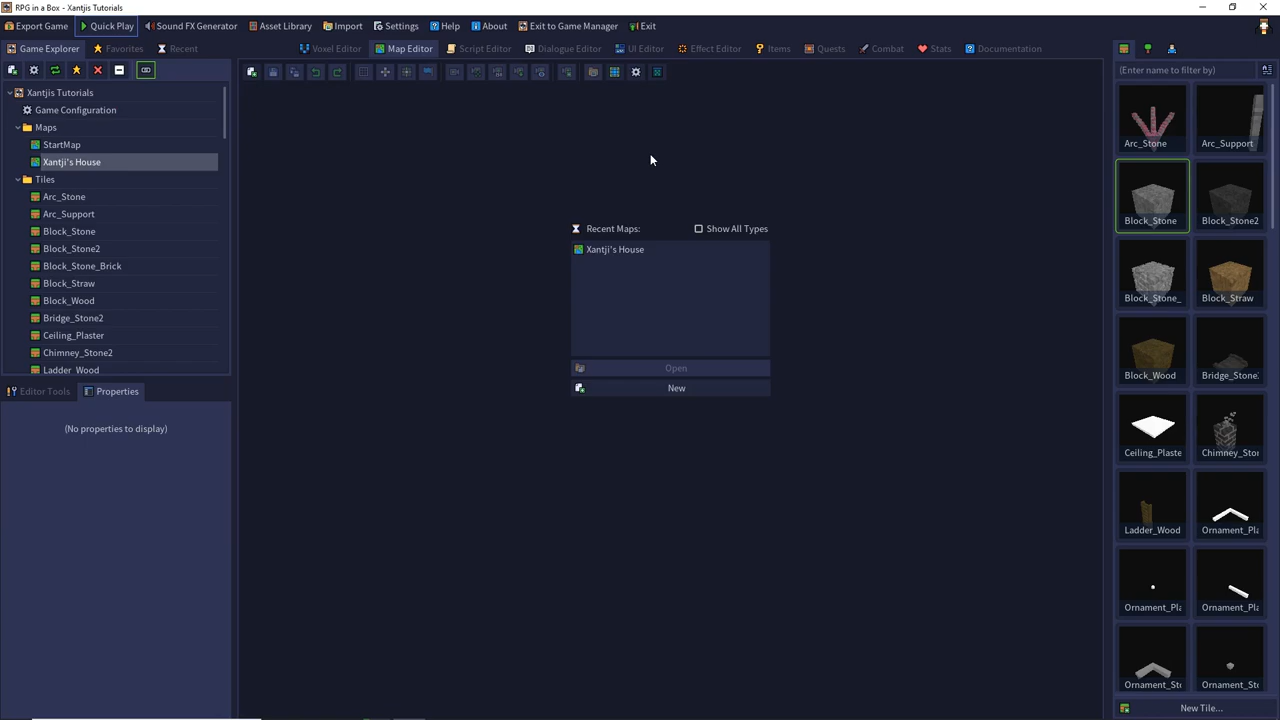 RPG in a Box - Xantjis Tutorials
Export Game Quick Play Sound FX Generator Asset Library Import Settings Help About Exit to Game Manager Exit
Game Explorer Favorites Recent Voxel Editor Map Editor Script Editor Dialogue Editor UI Editor Effect Editor Items Quests Combat Stats Documentation
Xantjis Tutorials
Game Configuration
Maps
StartMap
Xantji's House
Tiles
Arc_Stone
Arc_Support
Block_Stone
Block_Stone2
Block_Stone_Brick
Block_Straw
Block_Wood
Bridge_Stone2
Ceiling_Plaster
Chimney_Stone2
Ladder_Wood
Editor Tools Properties
(No properties to display)
Recent Maps: Show All Types
Xantji's House
Open
New
(Enter name to filter by)
Arc_Stone Arc_Support
Block_Stone Block_Stone2
Block_Stone_ Block_Straw
Block_Wood Bridge_Stone
Ceiling_Plaste Chimney_Stor
Ladder_Wood Ornament_Pla
Ornament_Pla Ornament_Pla
Ornament_Sto Ornament_Sto
New Tile...